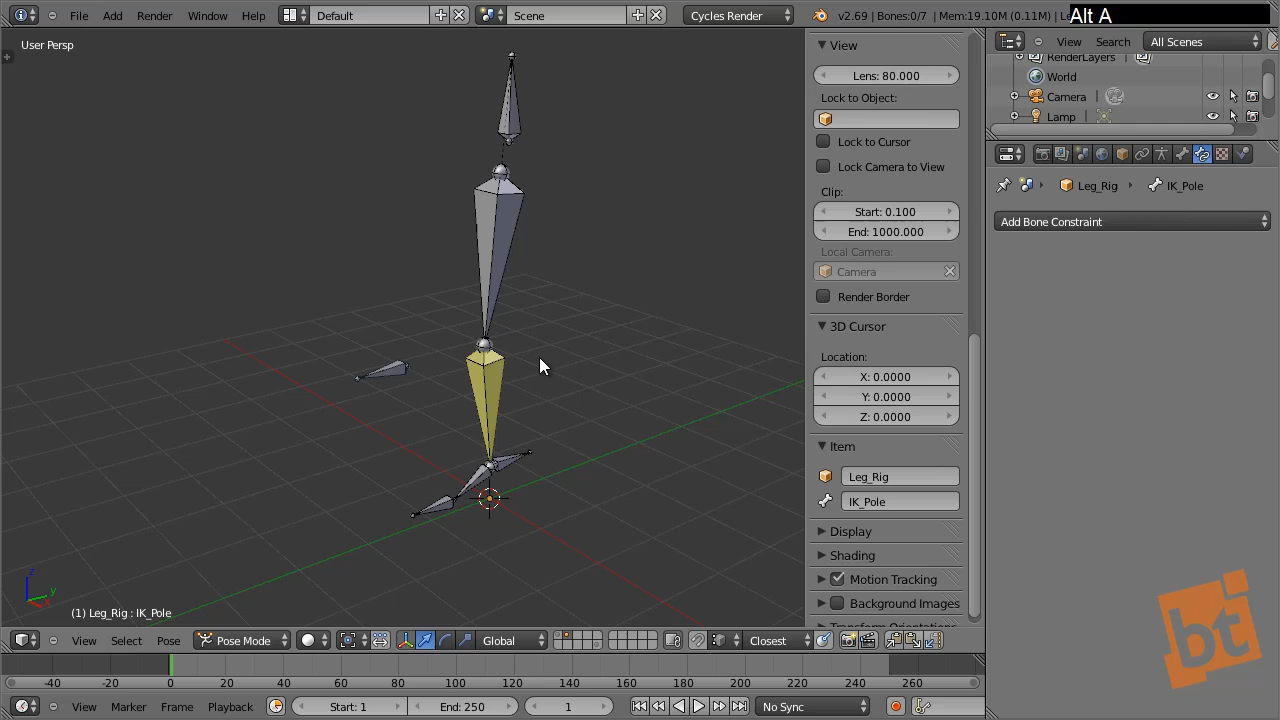 File Add Render Window Help Default Scene Cycles Render v2.69 | Bones:0/7 | Mem:19.10M (0.11M) | Le
Alt A
User Persp
View
Lens: 80.000
Lock to Object:
Lock to Cursor
Lock Camera to View
Clip:
Start: 0.100
End: 1000.000
Local Camera:
Camera
Render Border
3D Cursor
Location:
X: 0.0000
Y: 0.0000
Z: 0.0000
Item
Leg_Rig
IK_Pole
Display
Shading
Motion Tracking
Background Images
Transform Orientations
View Search All Scenes
RenderLayers
World
Camera
Lamp
Leg_Rig IK_Pole
Add Bone Constraint
z
y
x
(1) Leg_Rig : IK_Pole
View Select Pose Pose Mode Global Closest
-40 -20 0 20 40 60 80 100 120 140 160 180 200 220 240 260
View Marker Frame Playback Start: 1 End: 250 1 No Sync
bt